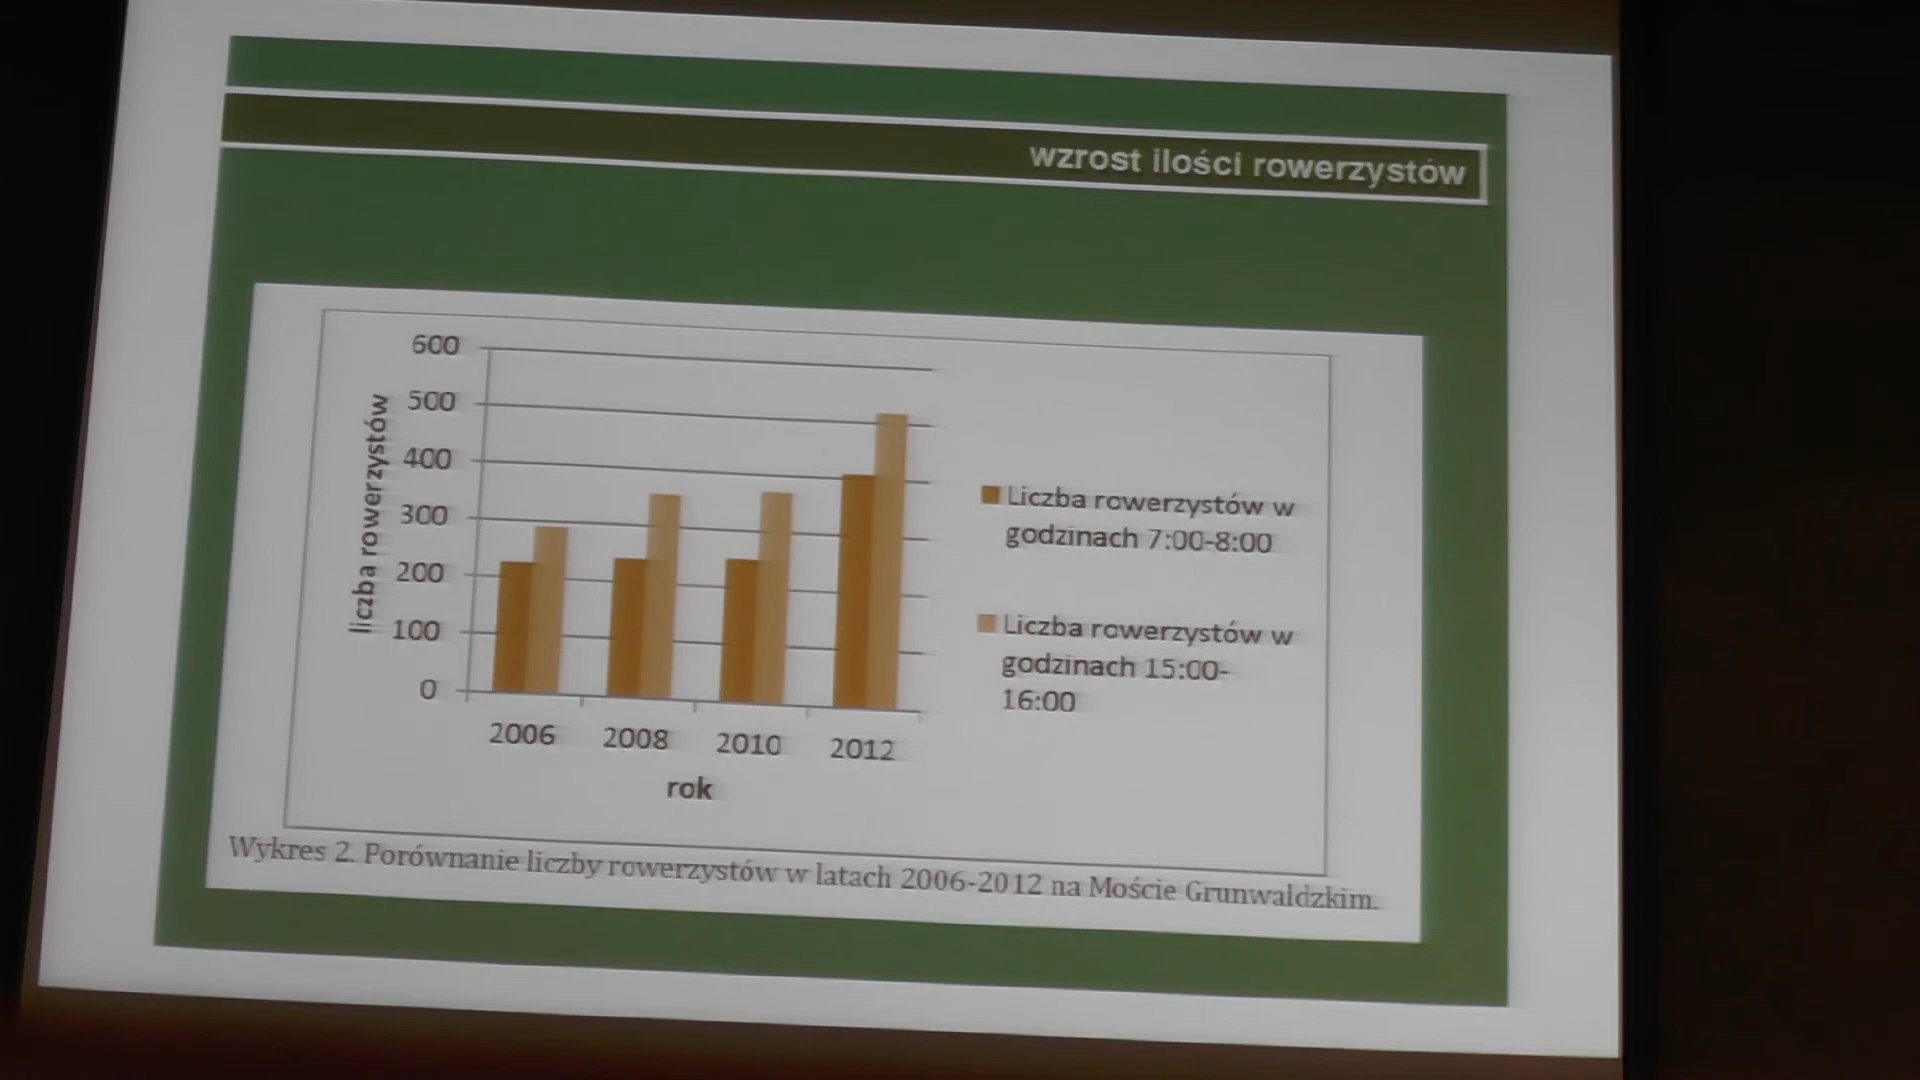 wzrost ilości rowerzystów
600
500
400
300
200
100
0
liczba rowerzystów
2006 2008 2010 2012
rok
Liczba rowerzystów w
godzinach 7:00-8:00
Liczba rowerzystów w
godzinach 15:00-
16:00
Wykres 2. Porównanie liczby rowerzystów w latach 2006-2012 na Moście Grunwaldzkim.